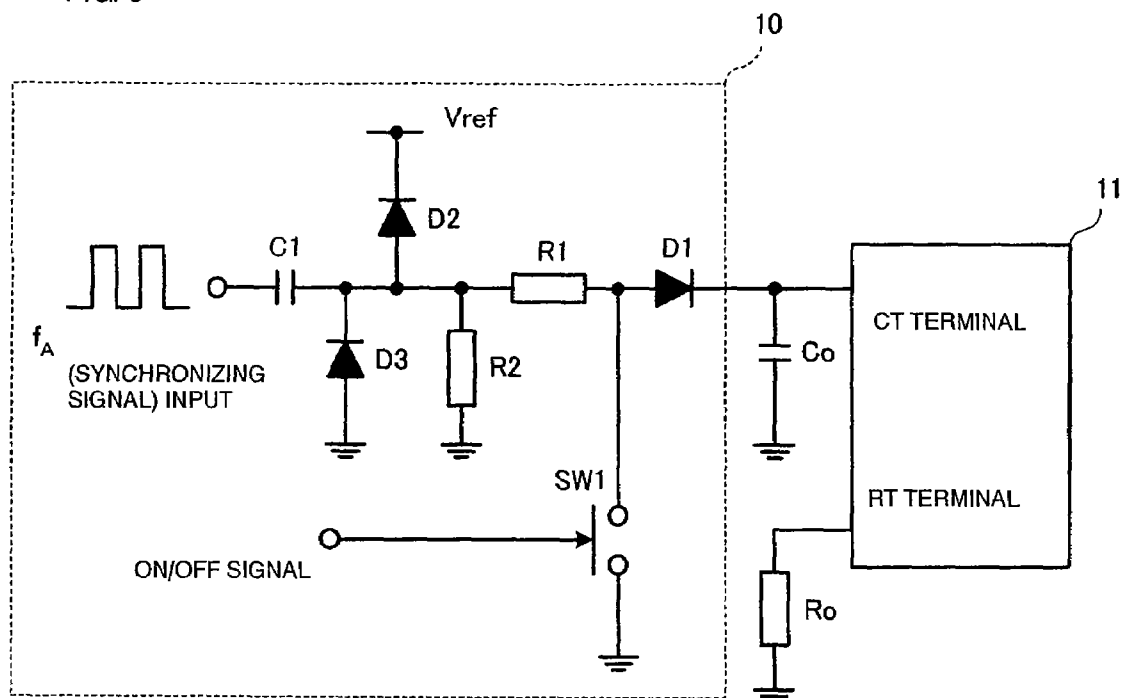 10
Vref
D2
11
C1
R1
D1
CT TERMINAL
f_A
D3
R2
Co
(SYNCHRONIZING
SIGNAL) INPUT
SW1
RT TERMINAL
ON/OFF SIGNAL
Ro